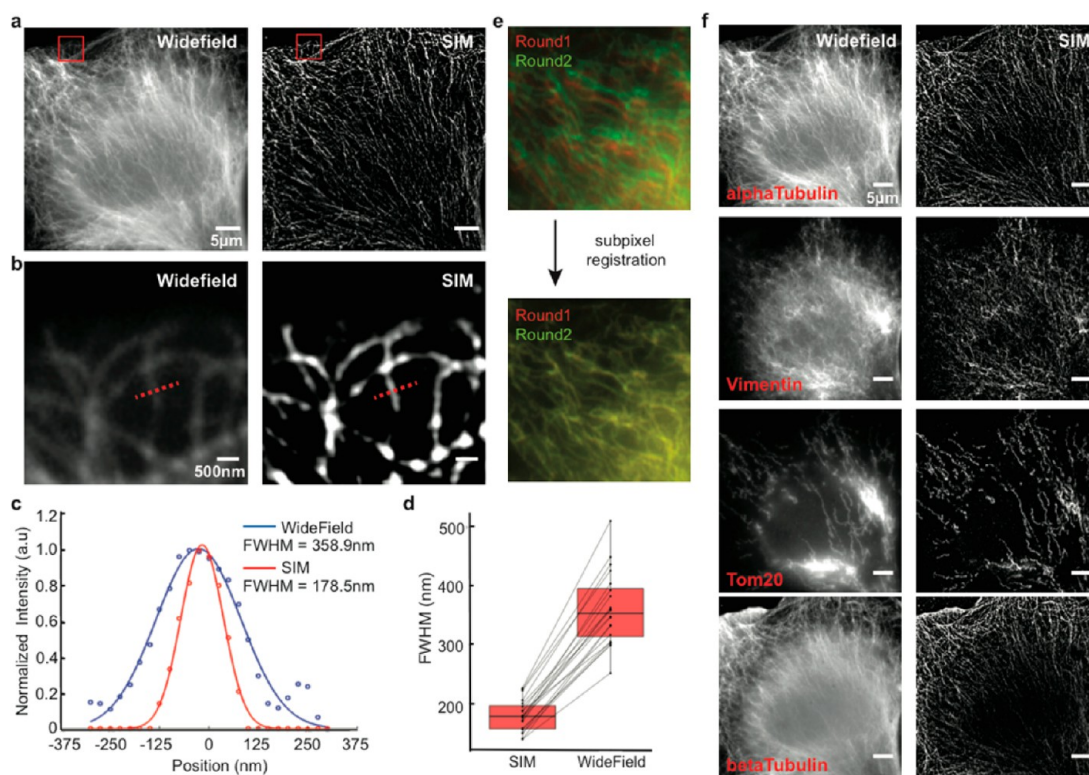 a
Widefield
SIM
5µm
b
Widefield
SIM
500nm
c
Normalized Intensity (a.u)
1.2
1.0
0.8
0.6
0.4
0.2
0
-375
-250
-125
0
125
250
375
Position (nm)
WideField
FWHM = 358.9nm
SIM
FWHM = 178.5nm
d
FWHM (nm)
500
400
300
200
SIM
WideField
e
Round1
Round2
subpixel
registration
Round1
Round2
f
Widefield
SIM
alphaTubulin
5µm
Vimentin
Tom20
betaTubulin